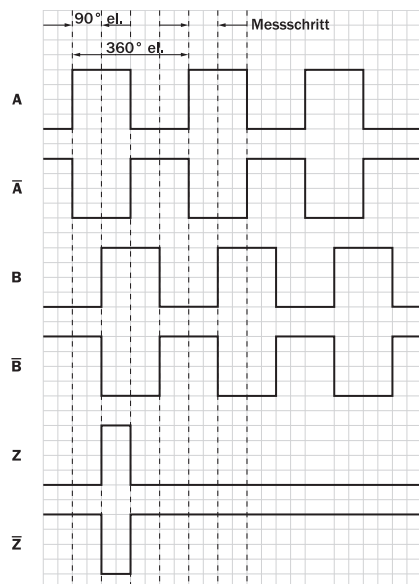 90° el.
Messschritt
360° el.
A
A̅
B
B̅
Z
Z̅